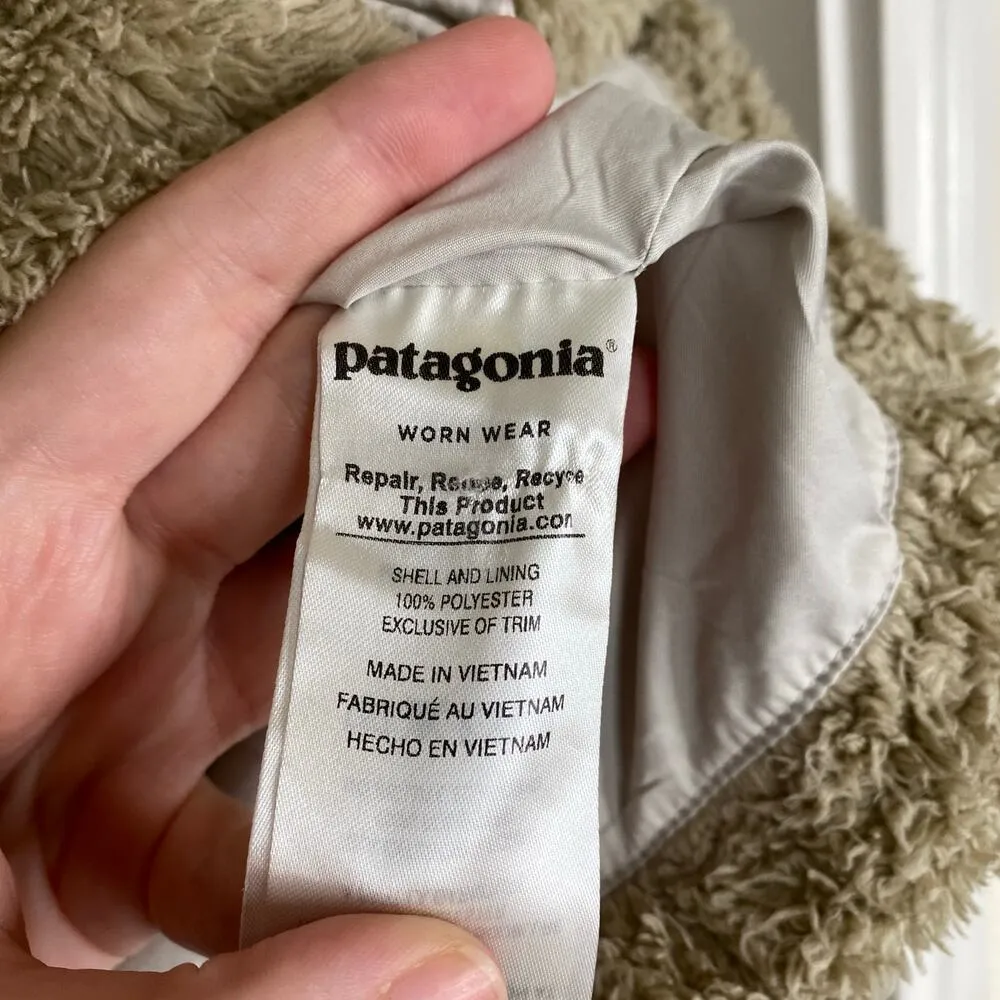 patagonia®
WORN WEAR
Repair, Reuse, Recycle
This Product
www.patagonia.com
SHELL AND LINING
100% POLYESTER
EXCLUSIVE OF TRIM
MADE IN VIETNAM
FABRIQUÉ AU VIETNAM
HECHO EN VIETNAM